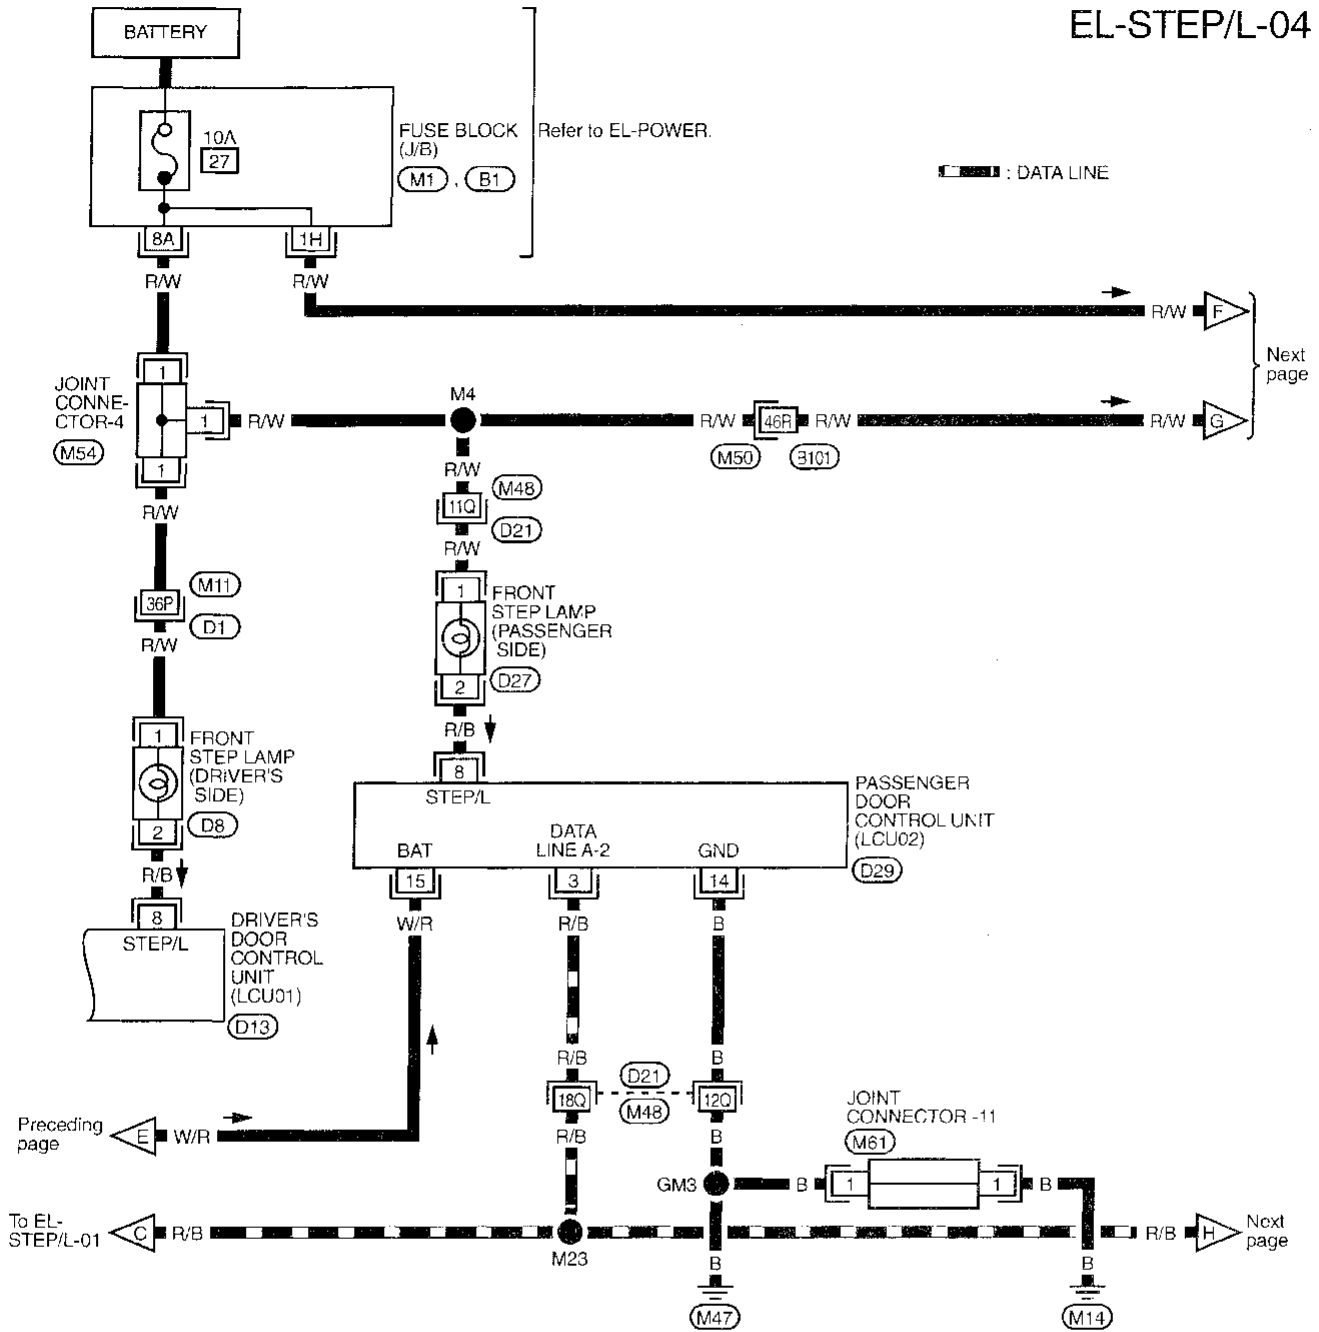 EL-STEP/L-04
BATTERY
10A
27
FUSE BLOCK
(J/B)
M1 , B1
Refer to EL-POWER.
: DATA LINE
8A
1H
R/W
R/W
R/W
F
Next
page
JOINT
CONNE-
CTOR-4
M54
1
1
1
R/W
M4
R/W
46R
R/W
R/W
G
M50
B101
R/W
R/W
M48
11Q
D21
R/W
M11
36P
D1
R/W
1
FRONT
STEP LAMP
(PASSENGER
SIDE)
2
D27
R/B
1
FRONT
STEP LAMP
(DRIVER'S
SIDE)
2
D8
R/B
8
STEP/L
PASSENGER
DOOR
CONTROL UNIT
(LCU02)
D29
BAT
DATA
LINE A-2
GND
15
3
14
W/R
R/B
B
8
STEP/L
DRIVER'S
DOOR
CONTROL
UNIT
(LCU01)
D13
R/B
B
D21
18Q
12Q
M48
R/B
B
Preceding
page
E
W/R
JOINT
CONNECTOR -11
M61
GM3
B
1
1
B
To EL-
STEP/L-01
C
R/B
M23
R/B
H
Next
page
B
B
M47
M14